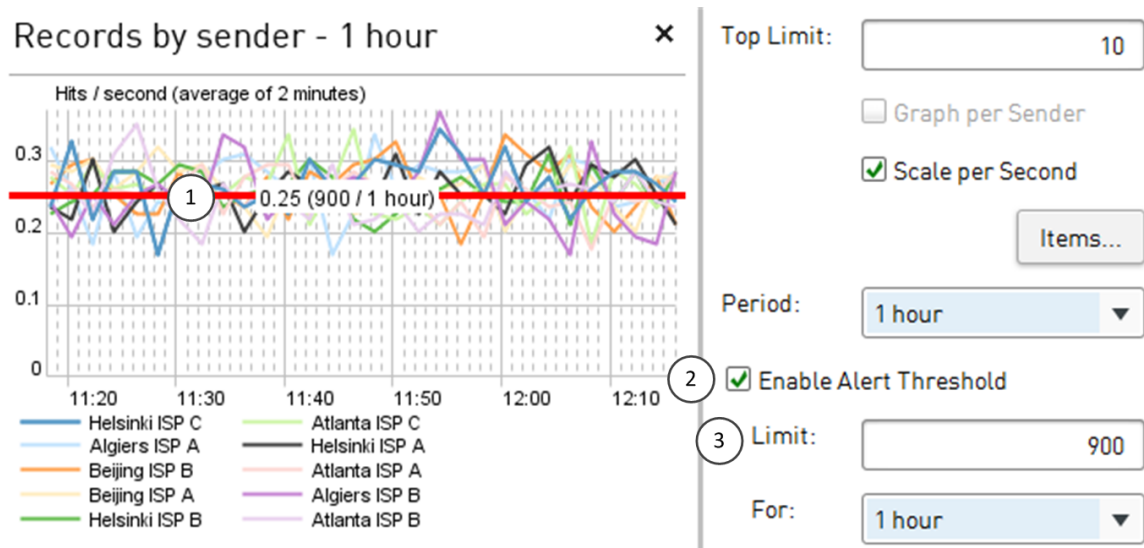 Records by sender - 1 hour
×
Hits / second (average of 2 minutes)
0.3
0.2
0.1
0
1
0.25 (900 / 1 hour)
11:20 11:30 11:40 11:50 12:00 12:10
Helsinki ISP C Atlanta ISP C
Algiers ISP A Helsinki ISP A
Beijing ISP B Atlanta ISP A
Beijing ISP A Algiers ISP B
Helsinki ISP B Atlanta ISP B
Top Limit: 10
Graph per Sender
Scale per Second
Items...
Period: 1 hour
2 Enable Alert Threshold
3 Limit: 900
For: 1 hour